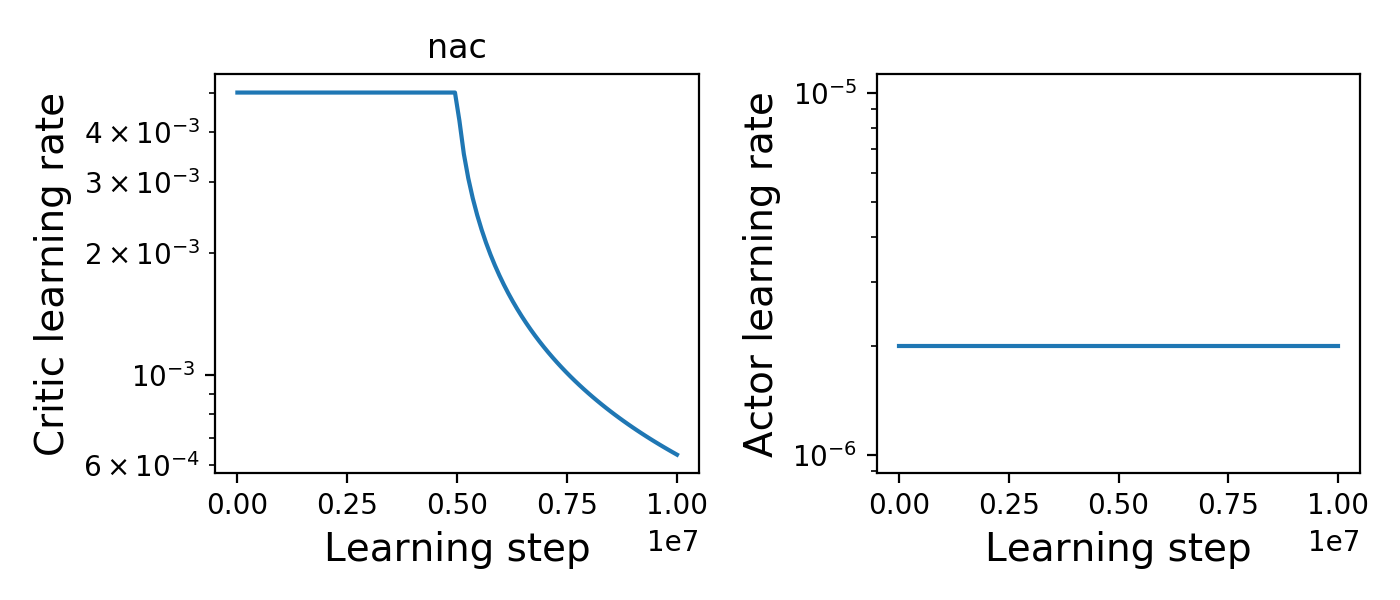 nac
Critic learning rate
4 × 10⁻³
3 × 10⁻³
2 × 10⁻³
10⁻³
6 × 10⁻⁴
0.00 0.25 0.50 0.75 1.00
1e7
Learning step
Actor learning rate
10⁻⁵
10⁻⁶
0.00 0.25 0.50 0.75 1.00
1e7
Learning step